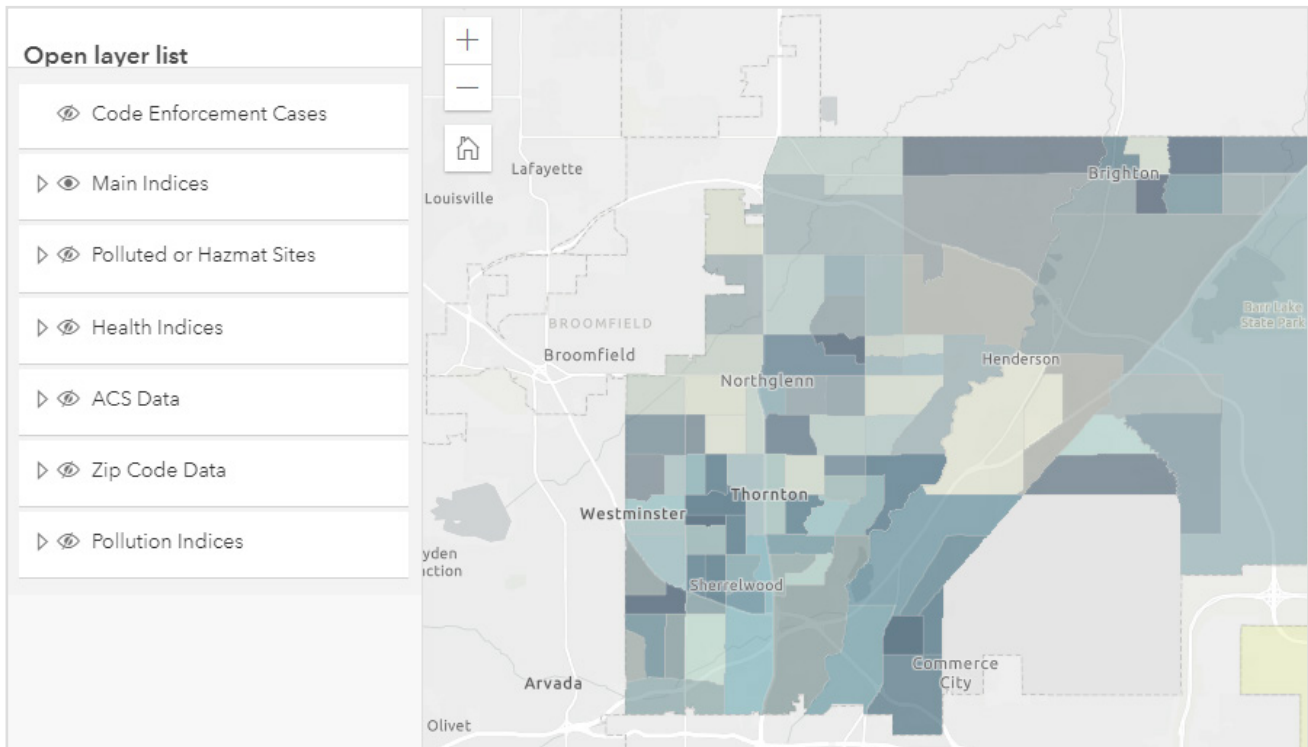 Open layer list
Code Enforcement Cases
Main Indices
Polluted or Hazmat Sites
Health Indices
ACS Data
Zip Code Data
Pollution Indices
Lafayette
Louisville
Brighton
Barr Lake
State Park
BROOMFIELD
Broomfield
Henderson
Northglenn
Thornton
Westminster
yden
ction
Sherrelwood
Commerce
City
Arvada
Olivet